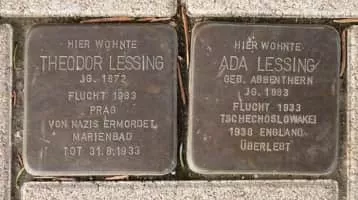 HIER WOHNTE
THEODOR LESSING
JG. 1872
FLUCHT 1933
PRAG
VON NAZIS ERMORDET
MARIENBAD
TOT 31.8.1933
HIER WOHNTE
ADA LESSING
GEB. ABBENTHERN
JG. 1883
FLUCHT 1933
TSCHECHOSLOWAKEI
1938 ENGLAND
ÜBERLEBT